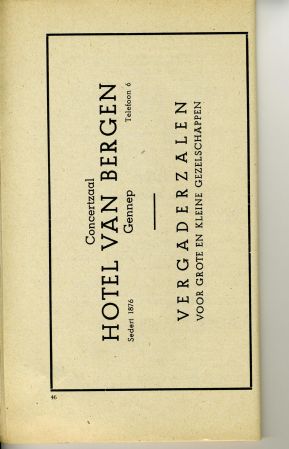 Concertzaal
HOTEL VAN BERGEN
Sedert 1876 Gennep Telefoon 6
VERGADERZALEN
VOOR GROTE EN KLEINE GEZELSCHAPPEN
46